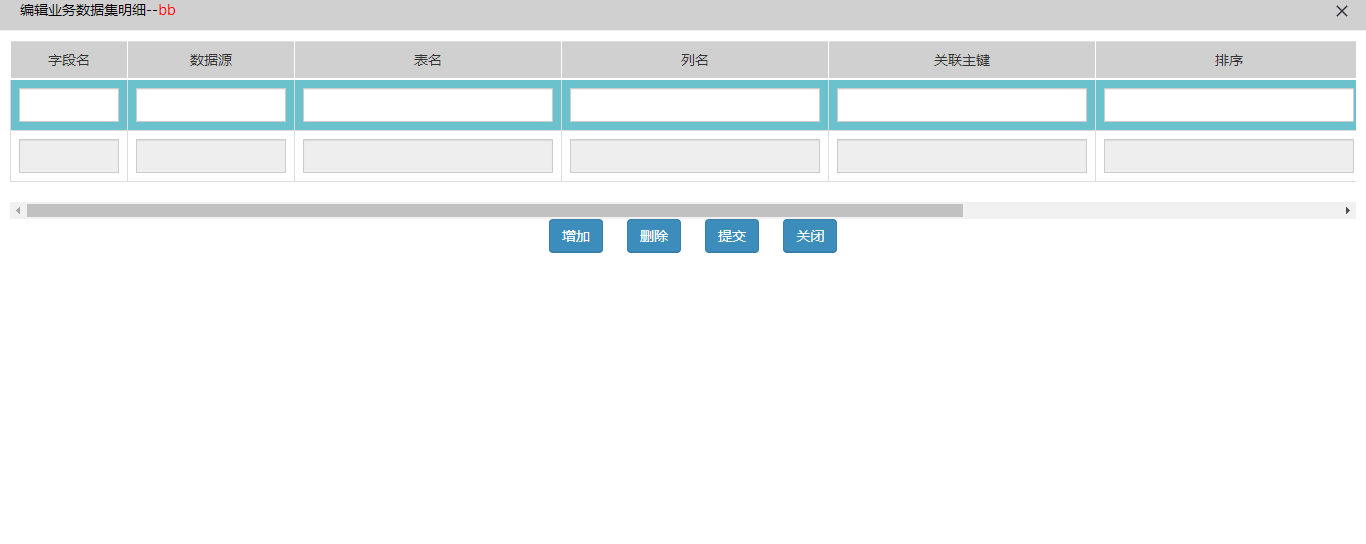 编辑业务数据集明细--bb
字段名 数据源 表名 列名 关联主键 排序
增加 删除 提交 关闭